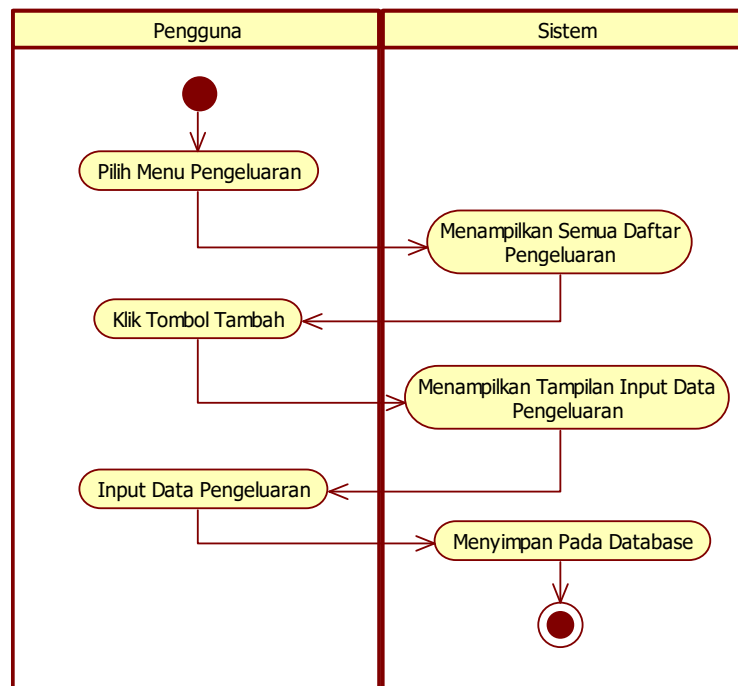 Pengguna
Sistem
Pilih Menu Pengeluaran
Menampilkan Semua Daftar
Pengeluaran
Klik Tombol Tambah
Menampilkan Tampilan Input Data
Pengeluaran
Input Data Pengeluaran
Menyimpan Pada Database